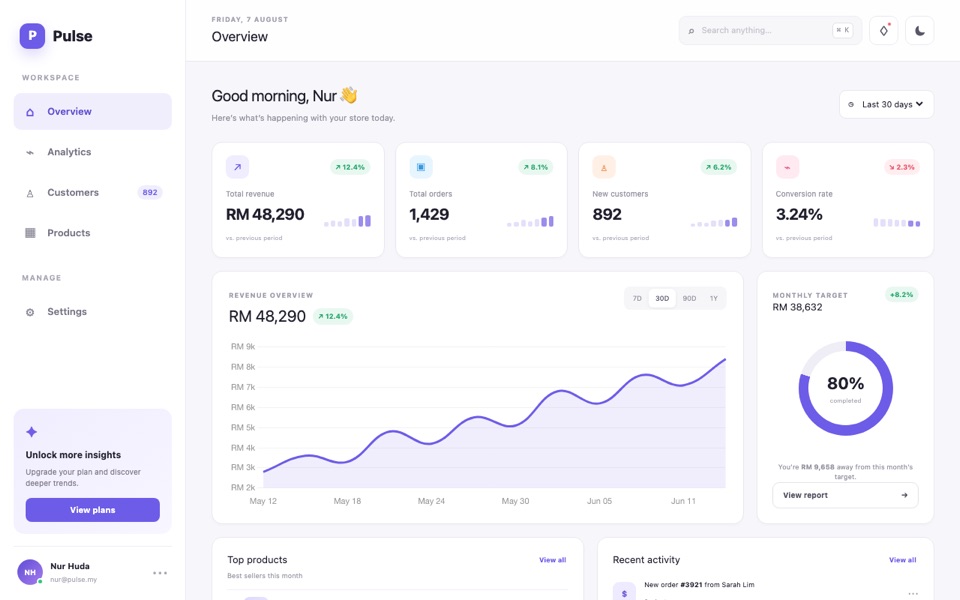 P Pulse
WORKSPACE
Overview
Analytics
Customers 892
Products
MANAGE
Settings
Unlock more insights
Upgrade your plan and discover
deeper trends.
View plans
NH
Nur Huda
nur@pulse.my
FRIDAY, 7 AUGUST
Overview
Search anything...
⌘ K
Good morning, Nur 👋
Here's what's happening with your store today.
Last 30 days
↗ 12.4%
Total revenue
RM 48,290
vs. previous period
↗ 8.1%
Total orders
1,429
vs. previous period
↗ 6.2%
New customers
892
vs. previous period
↘ 2.3%
Conversion rate
3.24%
vs. previous period
REVENUE OVERVIEW
RM 48,290 ↗ 12.4%
7D 30D 90D 1Y
RM 9k
RM 8k
RM 7k
RM 6k
RM 5k
RM 4k
RM 3k
RM 2k
May 12 May 18 May 24 May 30 Jun 05 Jun 11
MONTHLY TARGET
RM 38,632
+8.2%
80%
completed
You're RM 9,658 away from this month's
target.
View report →
Top products
Best sellers this month
View all
Recent activity
View all
$
New order #3921 from Sarah Lim